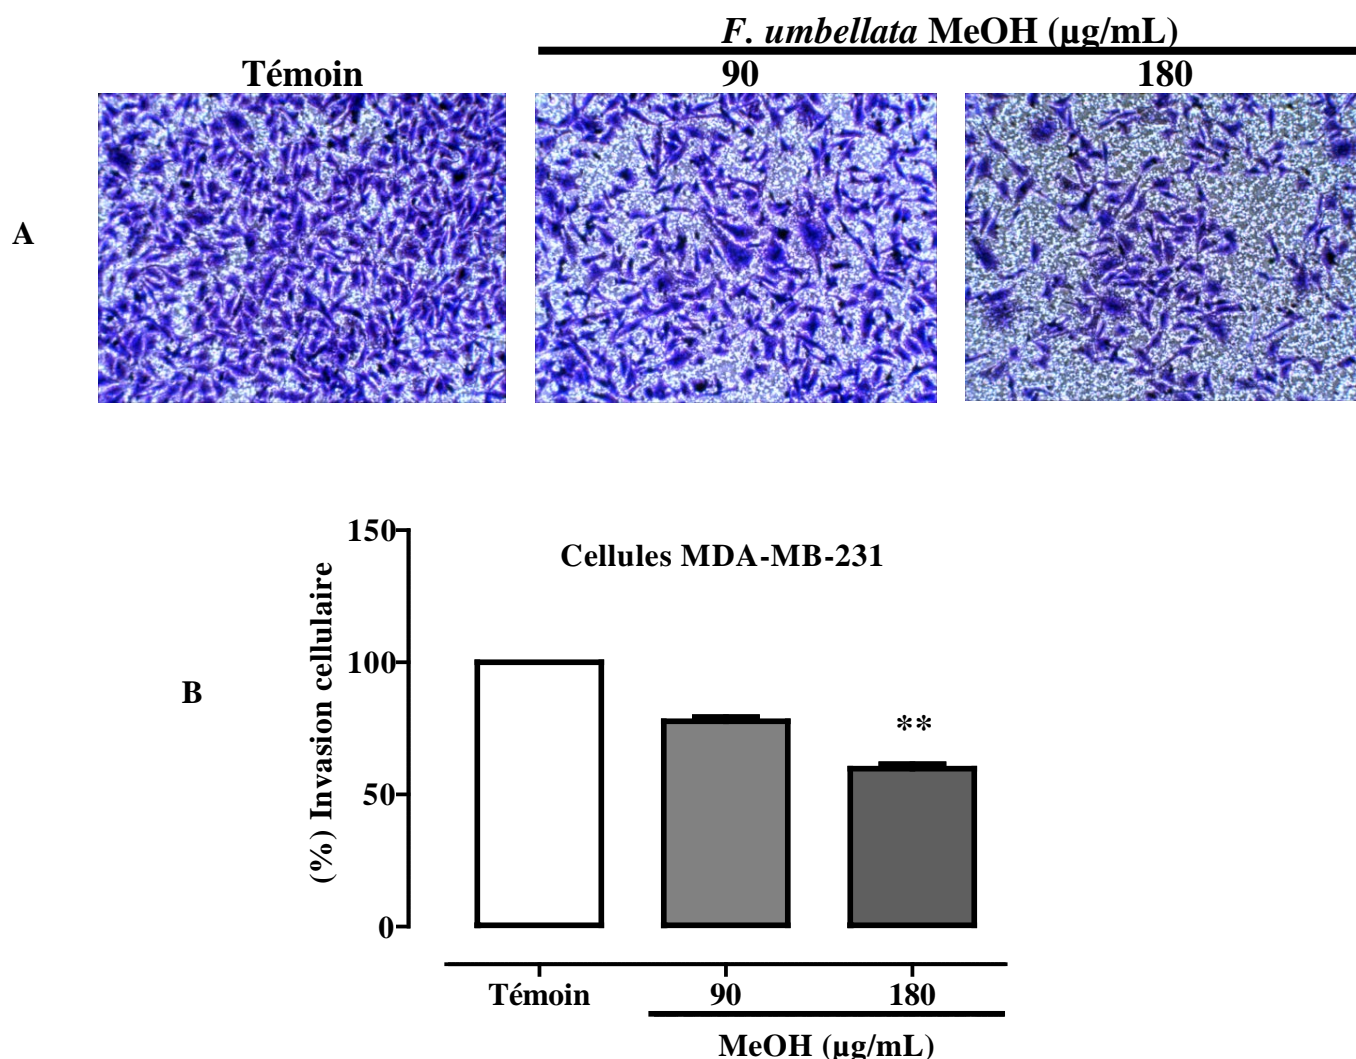 F. umbellata MeOH (µg/mL)
Témoin 90 180
A
B
Cellules MDA-MB-231
(%) Invasion cellulaire
150
100
50
0
**
Témoin 90 180
MeOH (µg/mL)